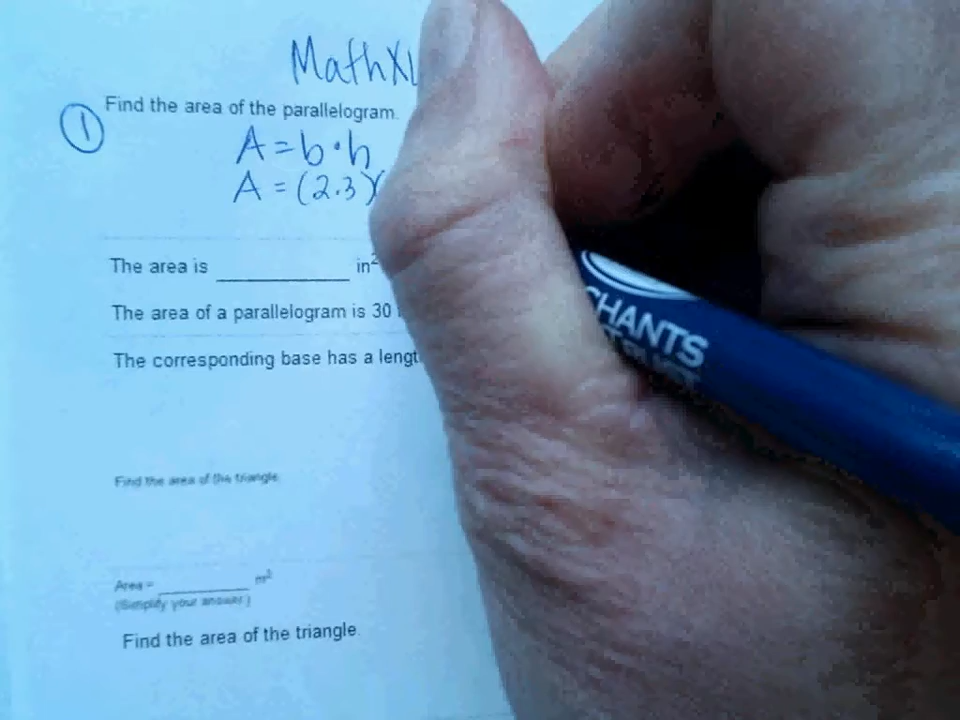 MathXL
① Find the area of the parallelogram.
A = b · h
A = (2.3)(
The area is ________ in²
The area of a parallelogram is 30
The corresponding base has a lengt
CHANTS
Find the area of the triangle.
Area = ________ m²
(Simplify your answer.)
Find the area of the triangle.